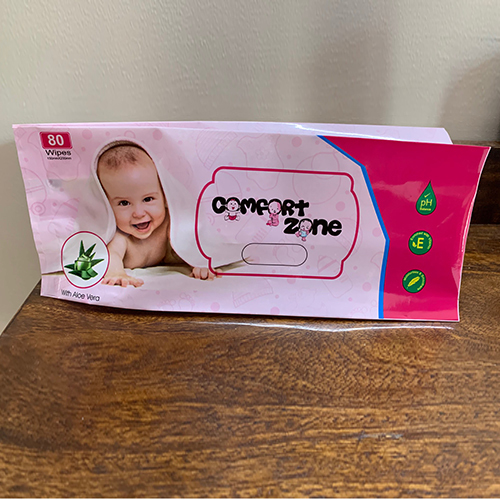 80
Wipes
COMFORT
ZONE
With Aloe Vera
pH
E